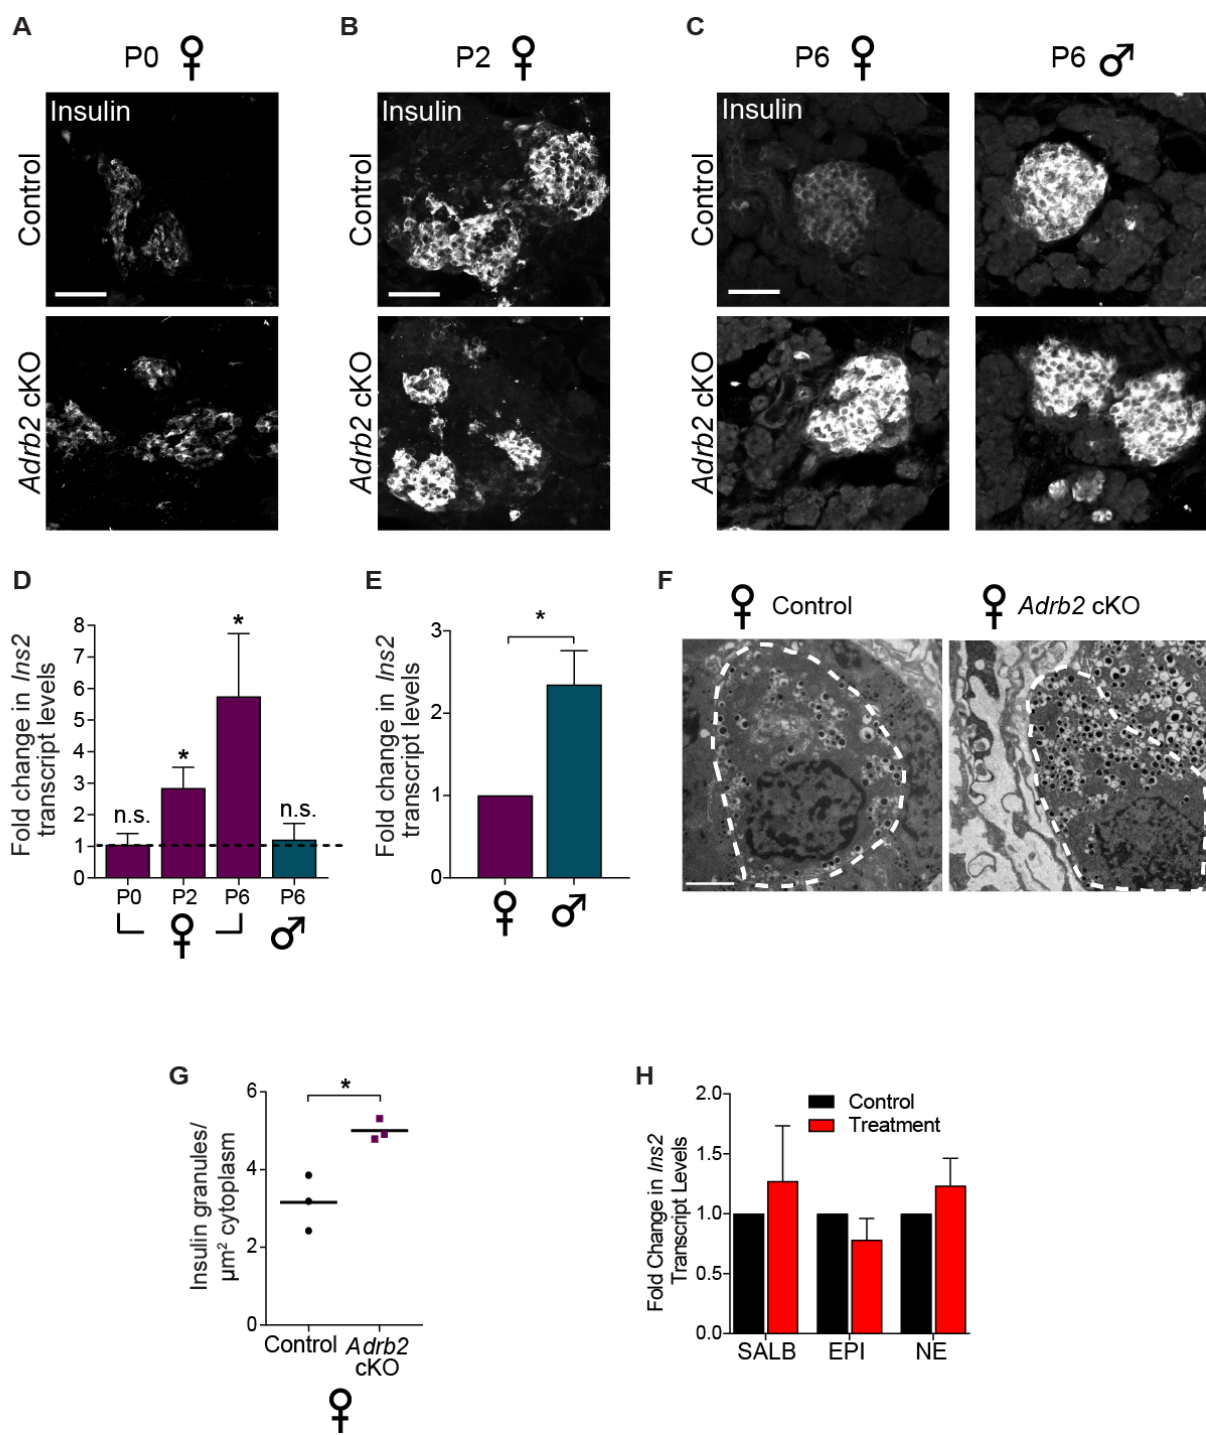 A
B
C
P0 ♀
P2 ♀
P6 ♀
P6 ♂
Insulin
Insulin
Insulin
Control
Control
Control
Adrb2 cKO
Adrb2 cKO
Adrb2 cKO
D
Fold change in Ins2
transcript levels
8
7
6
5
4
3
2
1
0
n.s.
*
*
n.s.
P0
P2
P6
P6
♀
♂
E
Fold change in Ins2
transcript levels
3
2
1
0
*
♀
♂
F
♀ Control
♀ Adrb2 cKO
G
Insulin granules/
µm² cytoplasm
6
4
2
0
*
Control
Adrb2
cKO
♀
H
Fold Change in Ins2
Transcript Levels
2.0
1.5
1.0
0.5
0.0
Control
Treatment
SALB
EPI
NE